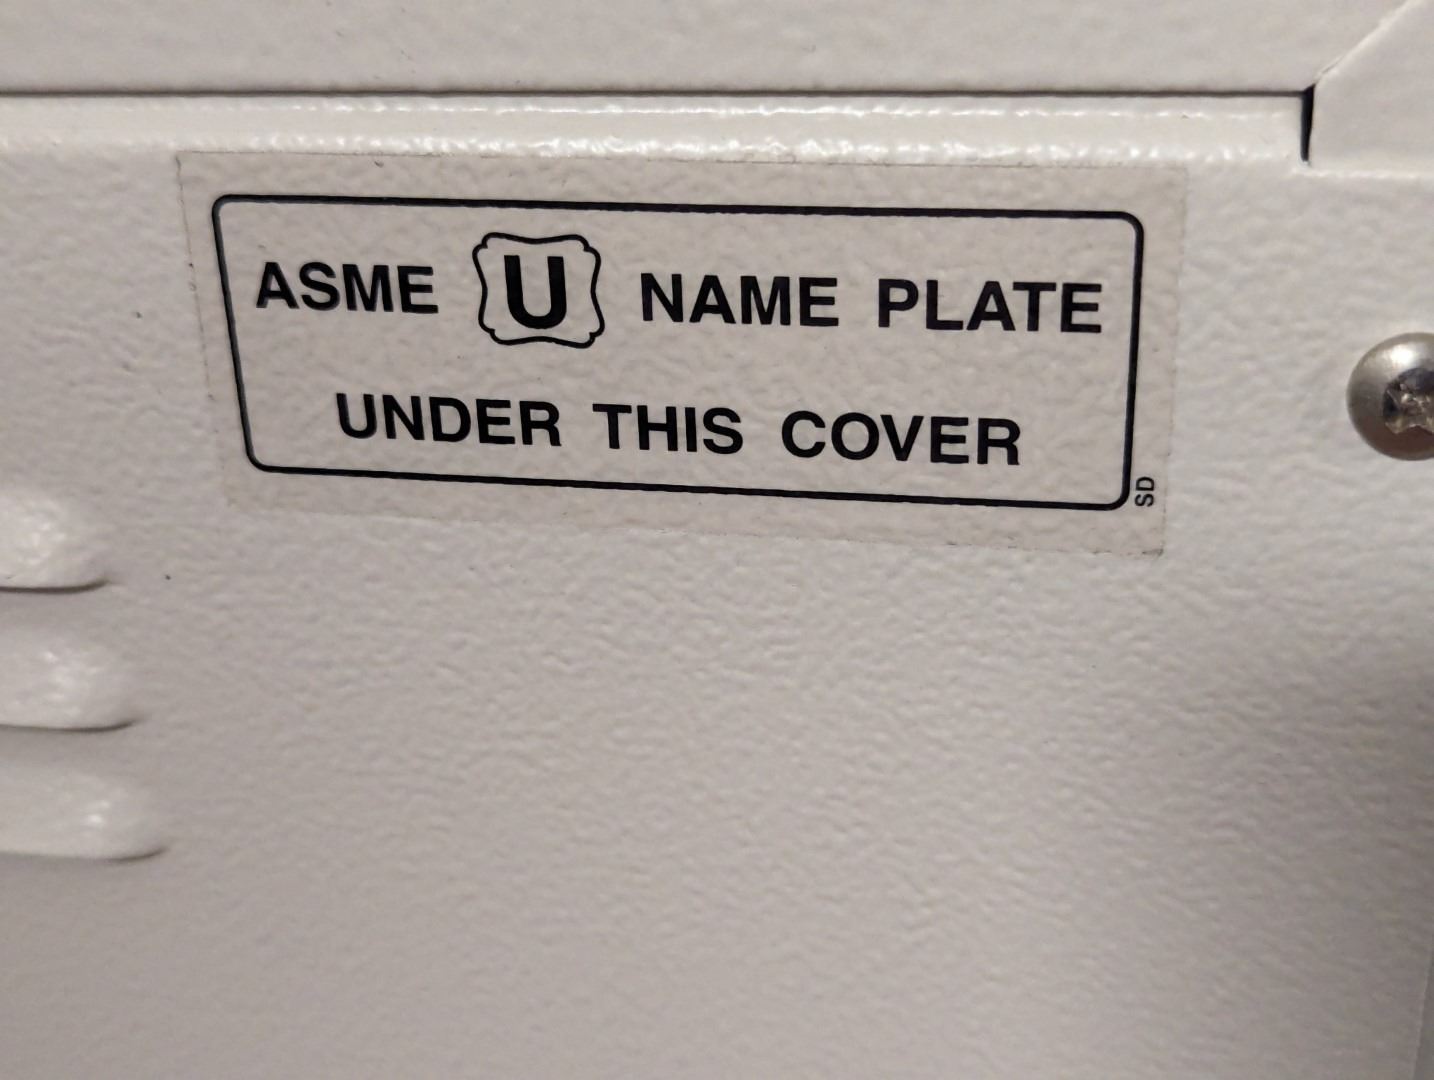 ASME U NAME PLATE
UNDER THIS COVER
SD